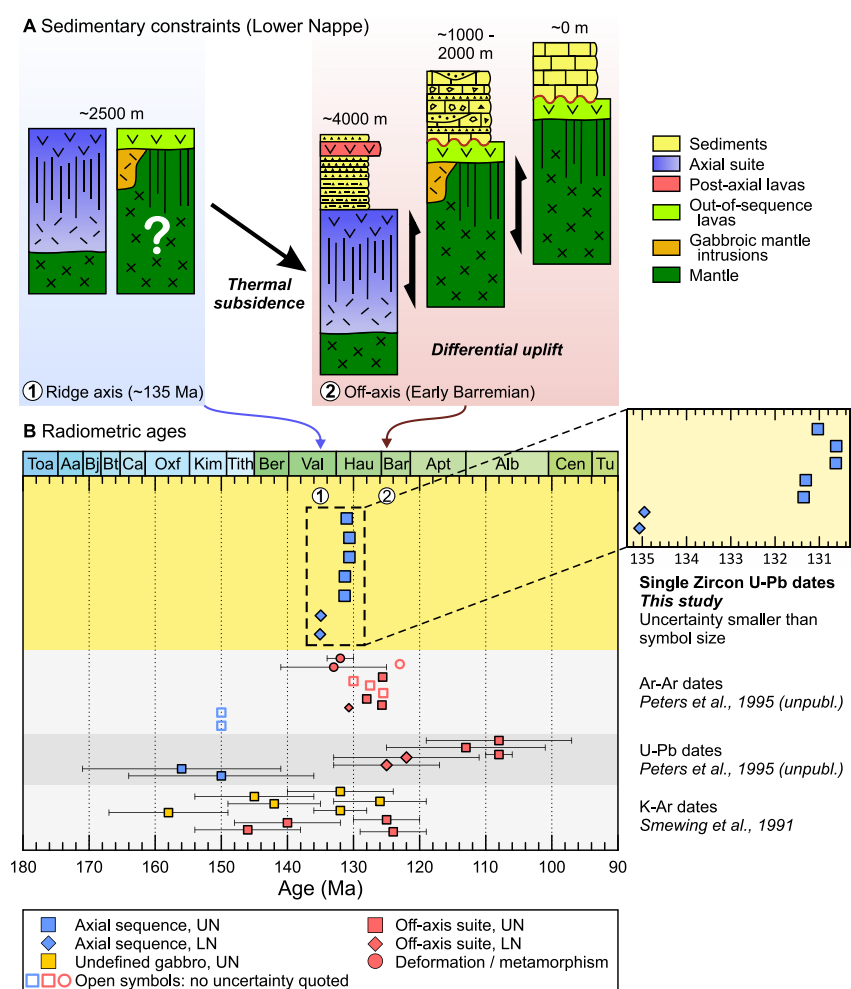 A Sedimentary constraints (Lower Nappe)
~2500 m
~4000 m
~1000 -
2000 m
~0 m
Sediments
Axial suite
Post-axial lavas
Out-of-sequence
lavas
Gabbroic mantle
intrusions
Mantle
?
Thermal
subsidence
Differential uplift
1 Ridge axis (~135 Ma)
2 Off-axis (Early Barremian)
B Radiometric ages
Toa Aa Bj Bt Ca Oxf Kim Tith Ber Val Hau Bar Apt Alb Cen Tu
1 2
135 134 133 132 131
Single Zircon U-Pb dates
This study
Uncertainty smaller than
symbol size
Ar-Ar dates
Peters et al., 1995 (unpubl.)
U-Pb dates
Peters et al., 1995 (unpubl.)
K-Ar dates
Smewing et al., 1991
180 170 160 150 140 130 120 110 100 90
Age (Ma)
Axial sequence, UN
Axial sequence, LN
Undefined gabbro, UN
Open symbols: no uncertainty quoted
Off-axis suite, UN
Off-axis suite, LN
Deformation / metamorphism